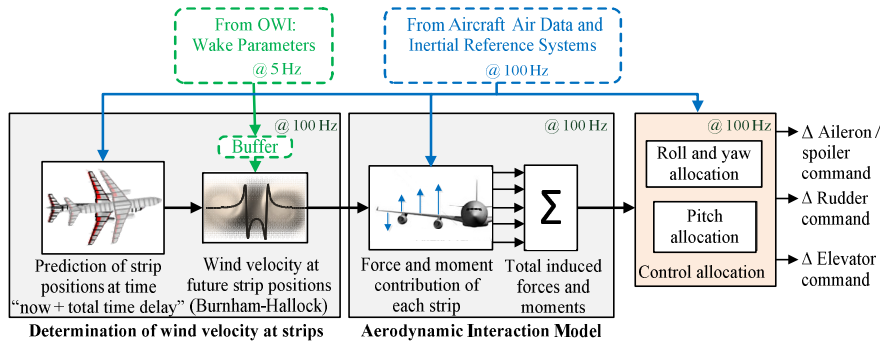 From OWI:
Wake Parameters
@ 5 Hz
From Aircraft Air Data and
Inertial Reference Systems
@ 100 Hz
@ 100 Hz
Buffer
Prediction of strip
positions at time
“now + total time delay”
Wind velocity at
future strip positions
(Burnham-Hallock)
Determination of wind velocity at strips
@ 100 Hz
Σ
Force and moment
contribution of
each strip
Total induced
forces and
moments
Aerodynamic Interaction Model
@ 100 Hz
Roll and yaw
allocation
Pitch
allocation
Control allocation
Δ Aileron /
spoiler
command
Δ Rudder
command
Δ Elevator
command